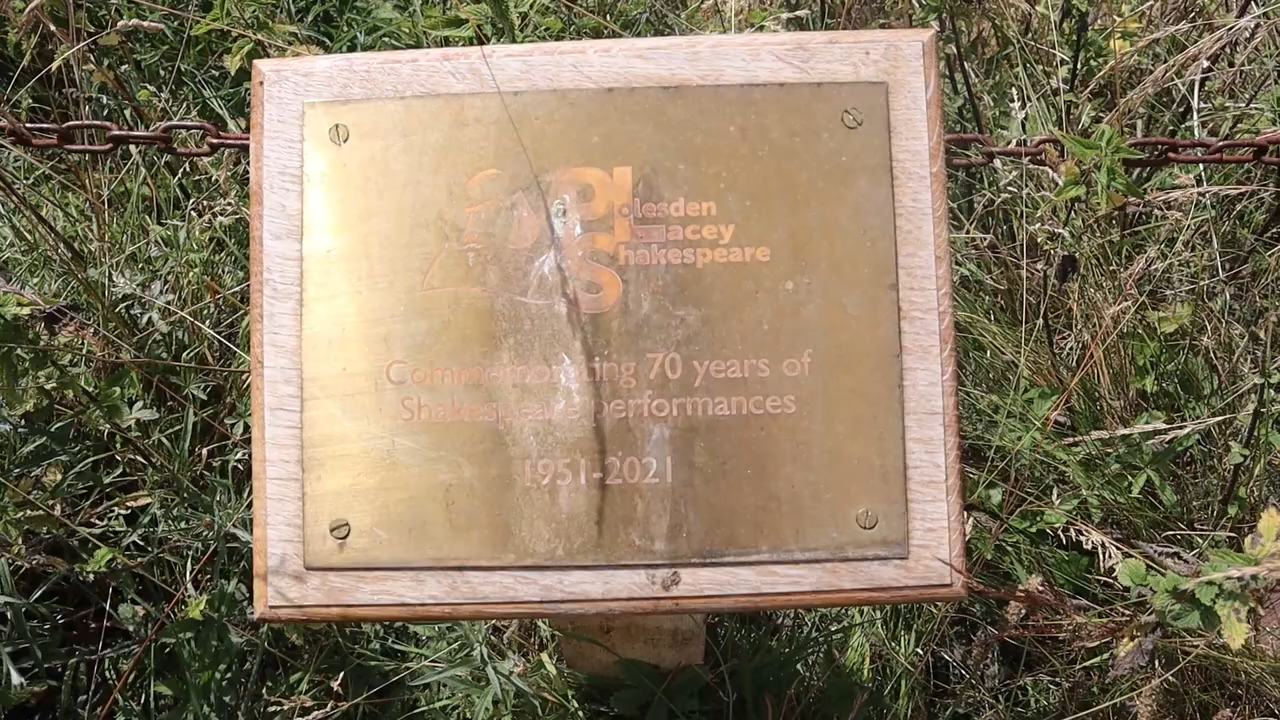 Polesden
Lacey
Shakespeare
Commemorating 70 years of
Shakespeare performances
1951-2021